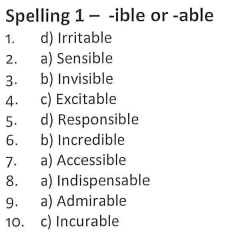 Spelling 1 – -ible or -able
1. d) Irritable
2. a) Sensible
3. b) Invisible
4. c) Excitable
5. d) Responsible
6. b) Incredible
7. a) Accessible
8. a) Indispensable
9. a) Admirable
10. c) Incurable